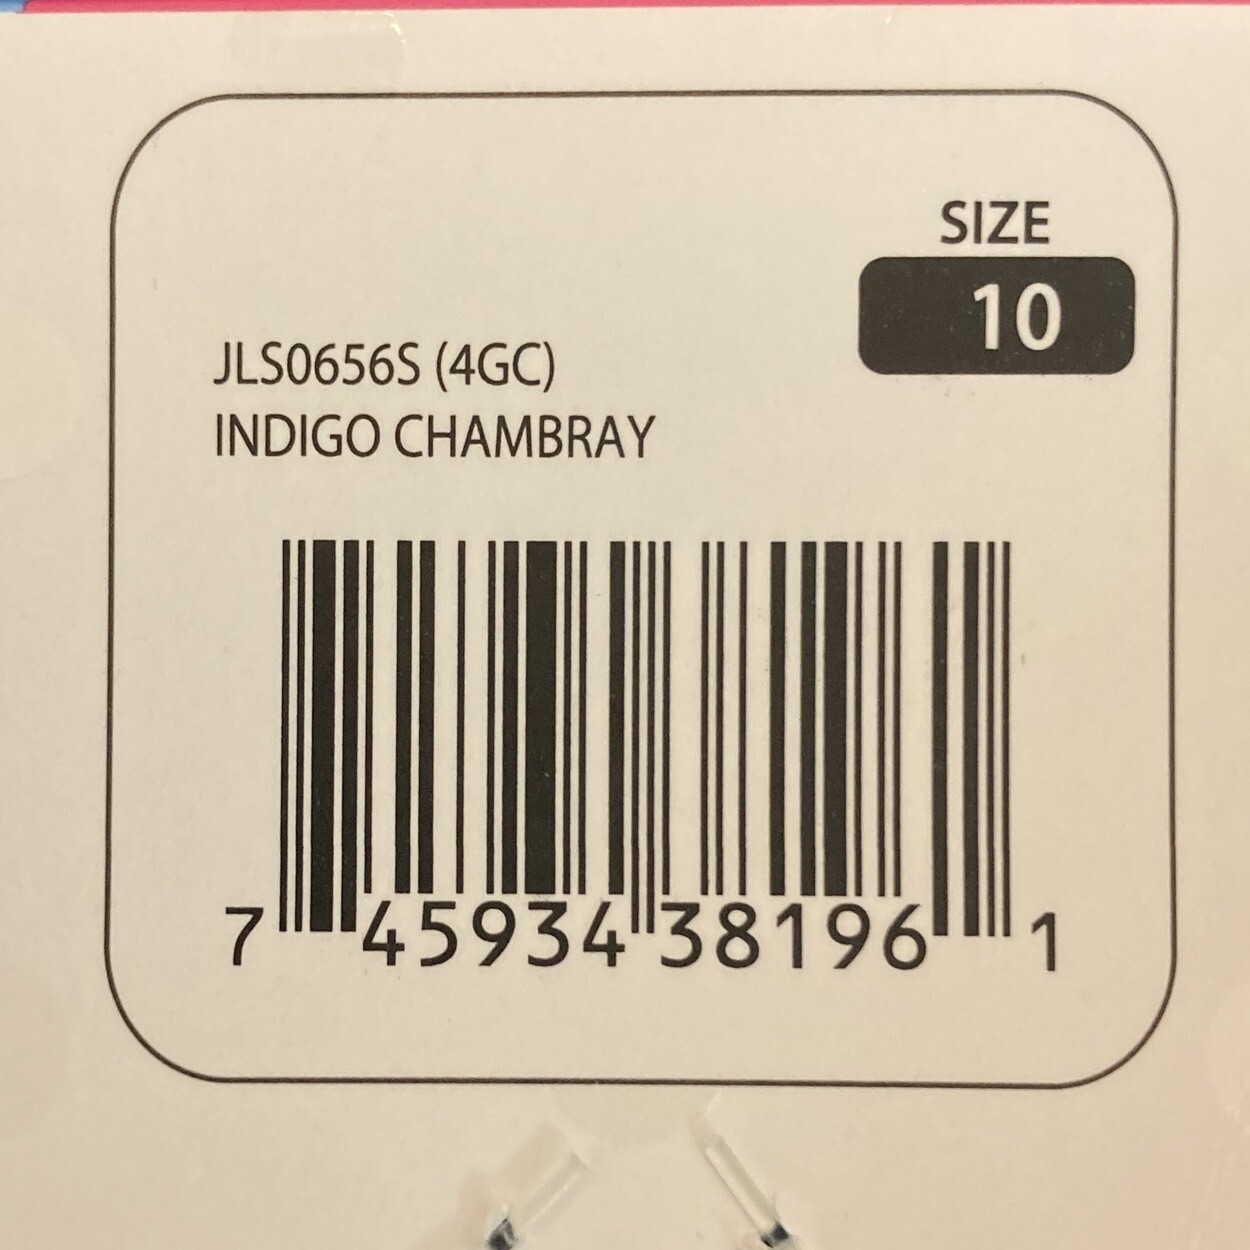 SIZE
10
JLS0656S (4GC)
INDIGO CHAMBRAY
7 45934 38196 1